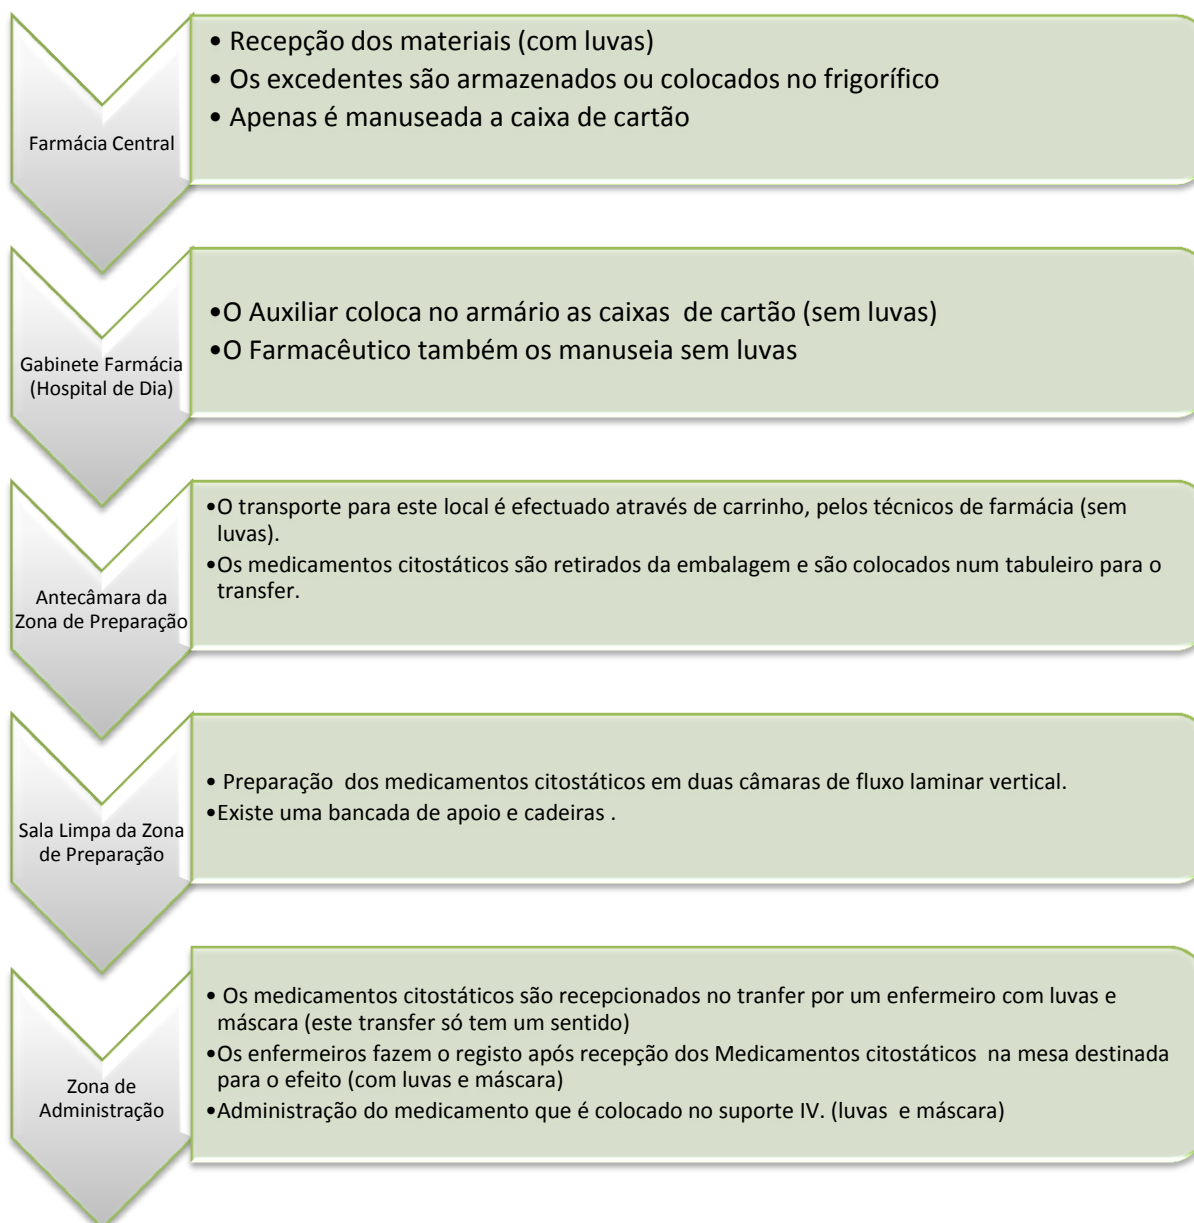 Farmácia Central
• Recepção dos materiais (com luvas)
• Os excedentes são armazenados ou colocados no frigorífico
• Apenas é manuseada a caixa de cartão
Gabinete Farmácia
(Hospital de Dia)
•O Auxiliar coloca no armário as caixas de cartão (sem luvas)
•O Farmacêutico também os manuseia sem luvas
Antecâmara da
Zona de Preparação
•O transporte para este local é efectuado através de carrinho, pelos técnicos de farmácia (sem
luvas).
•Os medicamentos citostáticos são retirados da embalagem e são colocados num tabuleiro para o
transfer.
Sala Limpa da Zona
de Preparação
• Preparação dos medicamentos citostáticos em duas câmaras de fluxo laminar vertical.
•Existe uma bancada de apoio e cadeiras .
Zona de
Administração
• Os medicamentos citostáticos são recepcionados no tranfer por um enfermeiro com luvas e
máscara (este transfer só tem um sentido)
•Os enfermeiros fazem o registo após recepção dos Medicamentos citostáticos na mesa destinada
para o efeito (com luvas e máscara)
•Administração do medicamento que é colocado no suporte IV. (luvas e máscara)